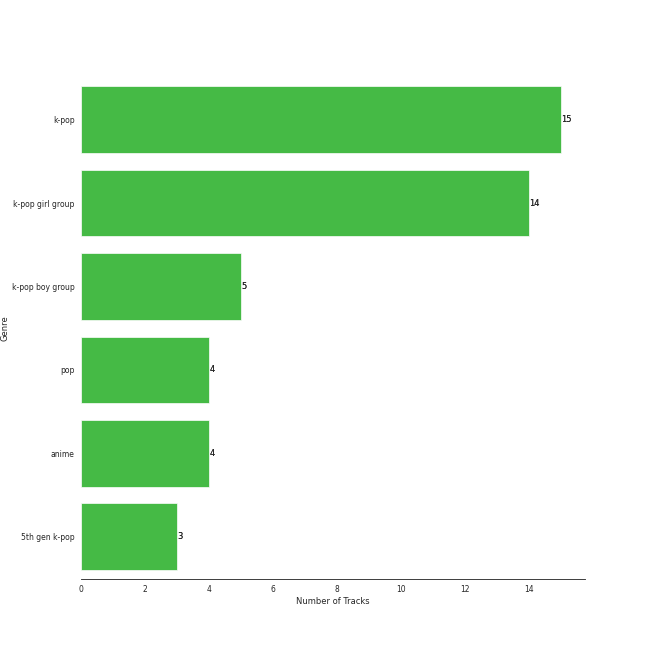 k-pop
15
k-pop girl group
14
k-pop boy group
5
pop
4
anime
4
5th gen k-pop
3
Genre
0 2 4 6 8 10 12 14
Number of Tracks